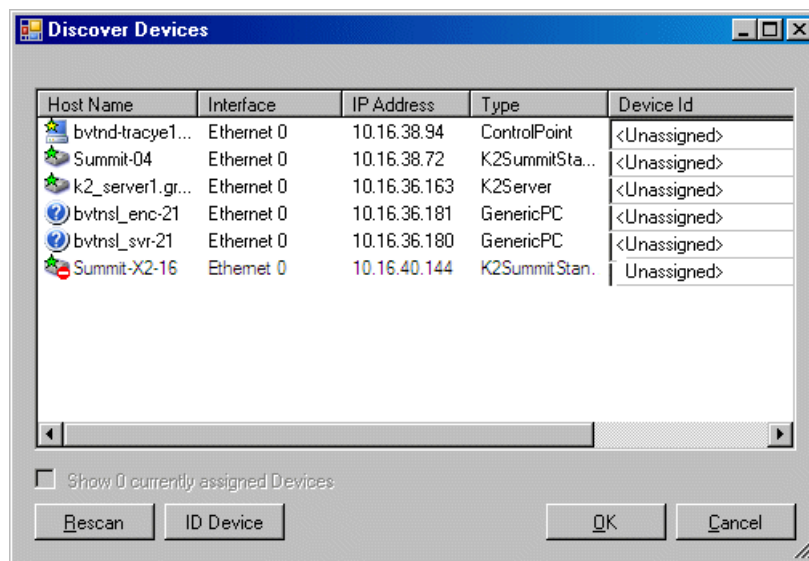 Discover Devices
Host Name Interface IP Address Type Device Id
bvtnd-tracye1... Ethernet 0 10.16.38.94 ControlPoint <Unassigned>
Summit-04 Ethernet 0 10.16.38.72 K2SummitSta... <Unassigned>
k2_server1.gr... Ethernet 0 10.16.36.163 K2Server <Unassigned>
bvtnsl_enc-21 Ethernet 0 10.16.36.181 GenericPC <Unassigned>
bvtnsl_svr-21 Ethernet 0 10.16.36.180 GenericPC <Unassigned>
Summit-X2-16 Ethernet 0 10.16.40.144 K2SummitStan. Unassigned>
Show 0 currently assigned Devices
Rescan ID Device OK Cancel